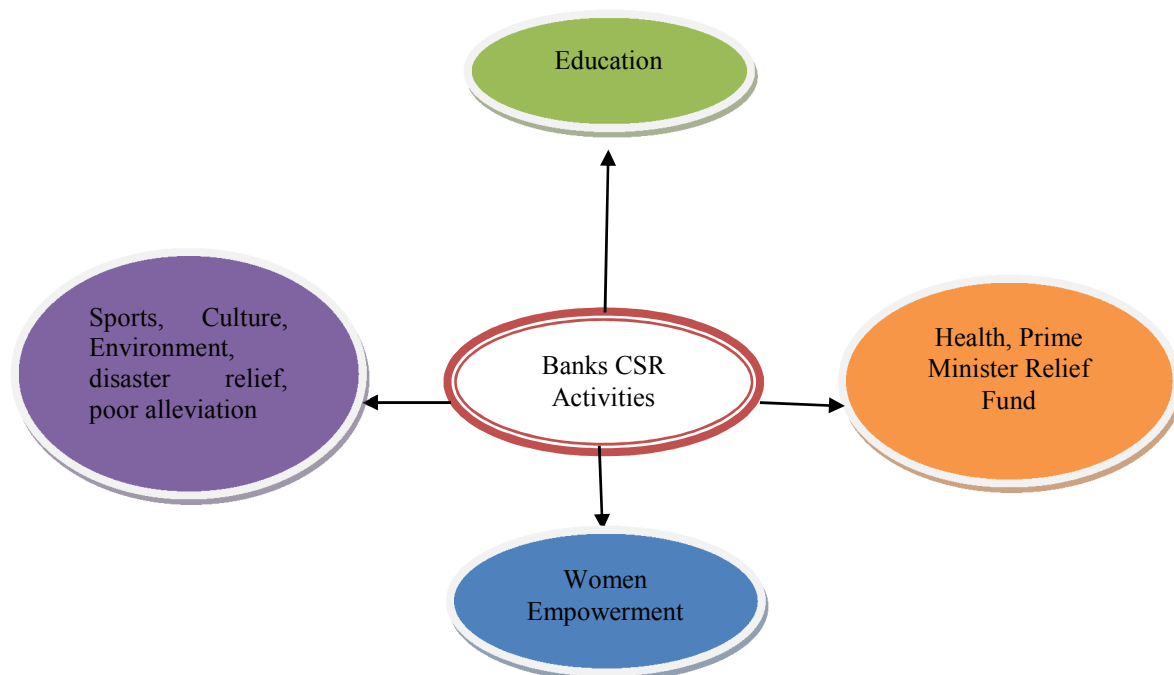 Education
Sports, Culture,
Environment,
disaster relief,
poor alleviation
Banks CSR
Activities
Health, Prime
Minister Relief
Fund
Women
Empowerment